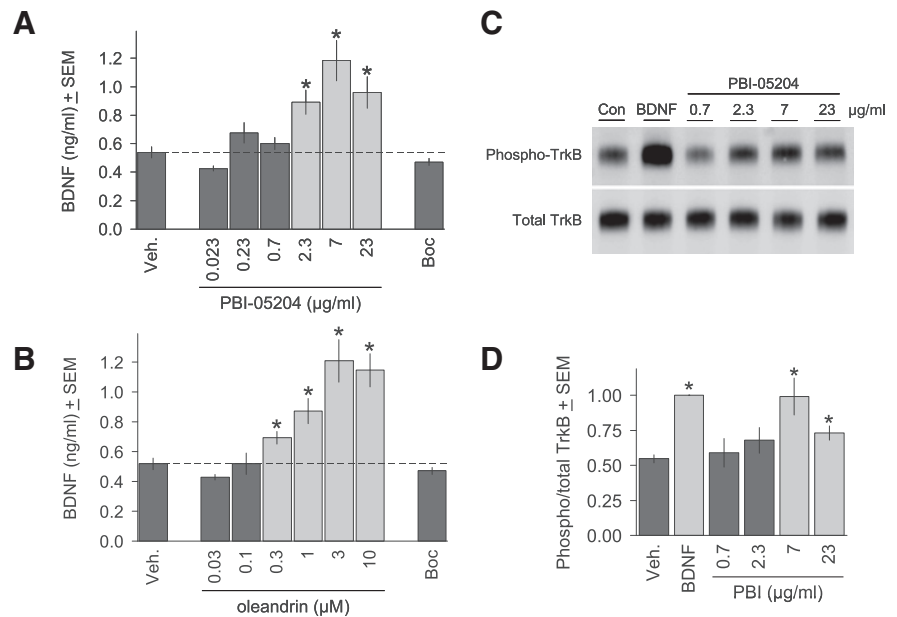 A
BDNF (ng/ml) ± SEM
1.2
1.0
0.8
0.6
0.4
0.2
0.0
* * *
Veh. 0.023 0.23 0.7 2.3 7 23 Boc
PBI-05204 (µg/ml)
B
BDNF (ng/ml) ± SEM
1.2
1.0
0.8
0.6
0.4
0.2
0.0
* * * *
Veh. 0.03 0.1 0.3 1 3 10 Boc
oleandrin (µM)
C
PBI-05204
Con BDNF 0.7 2.3 7 23 µg/ml
Phospho-TrkB
Total TrkB
D
Phospho/total TrkB ± SEM
1.00
0.75
0.50
0.25
0.00
* * *
Veh. BDNF 0.7 2.3 7 23
PBI (µg/ml)